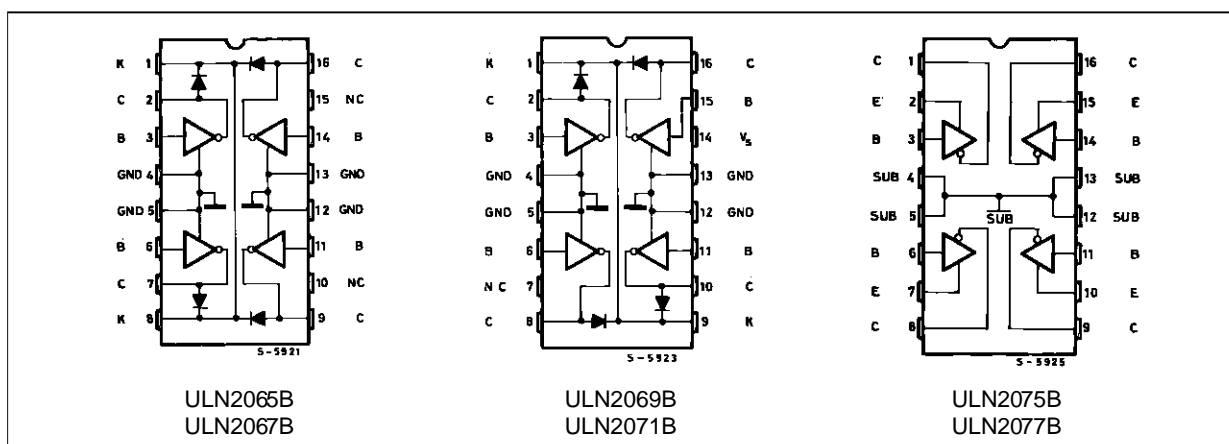 K 1 16 C
C 2 15 NC
B 3 14 B
GND 4 13 GND
GND 5 12 GND
B 6 11 B
C 7 10 NC
K 8 9 C
S-5921
ULN2065B
ULN2067B
K 1 16 C
C 2 15 B
B 3 14 Vs
GND 4 13 GND
GND 5 12 GND
B 6 11 B
NC 7 10 C
C 8 9 K
S-5923
ULN2069B
ULN2071B
C 1 16 C
E 2 15 E
B 3 14 B
SUB 4 13 SUB
SUB
SUB 5 12 SUB
B 6 11 B
E 7 10 E
C 8 9 C
S-5925
ULN2075B
ULN2077B